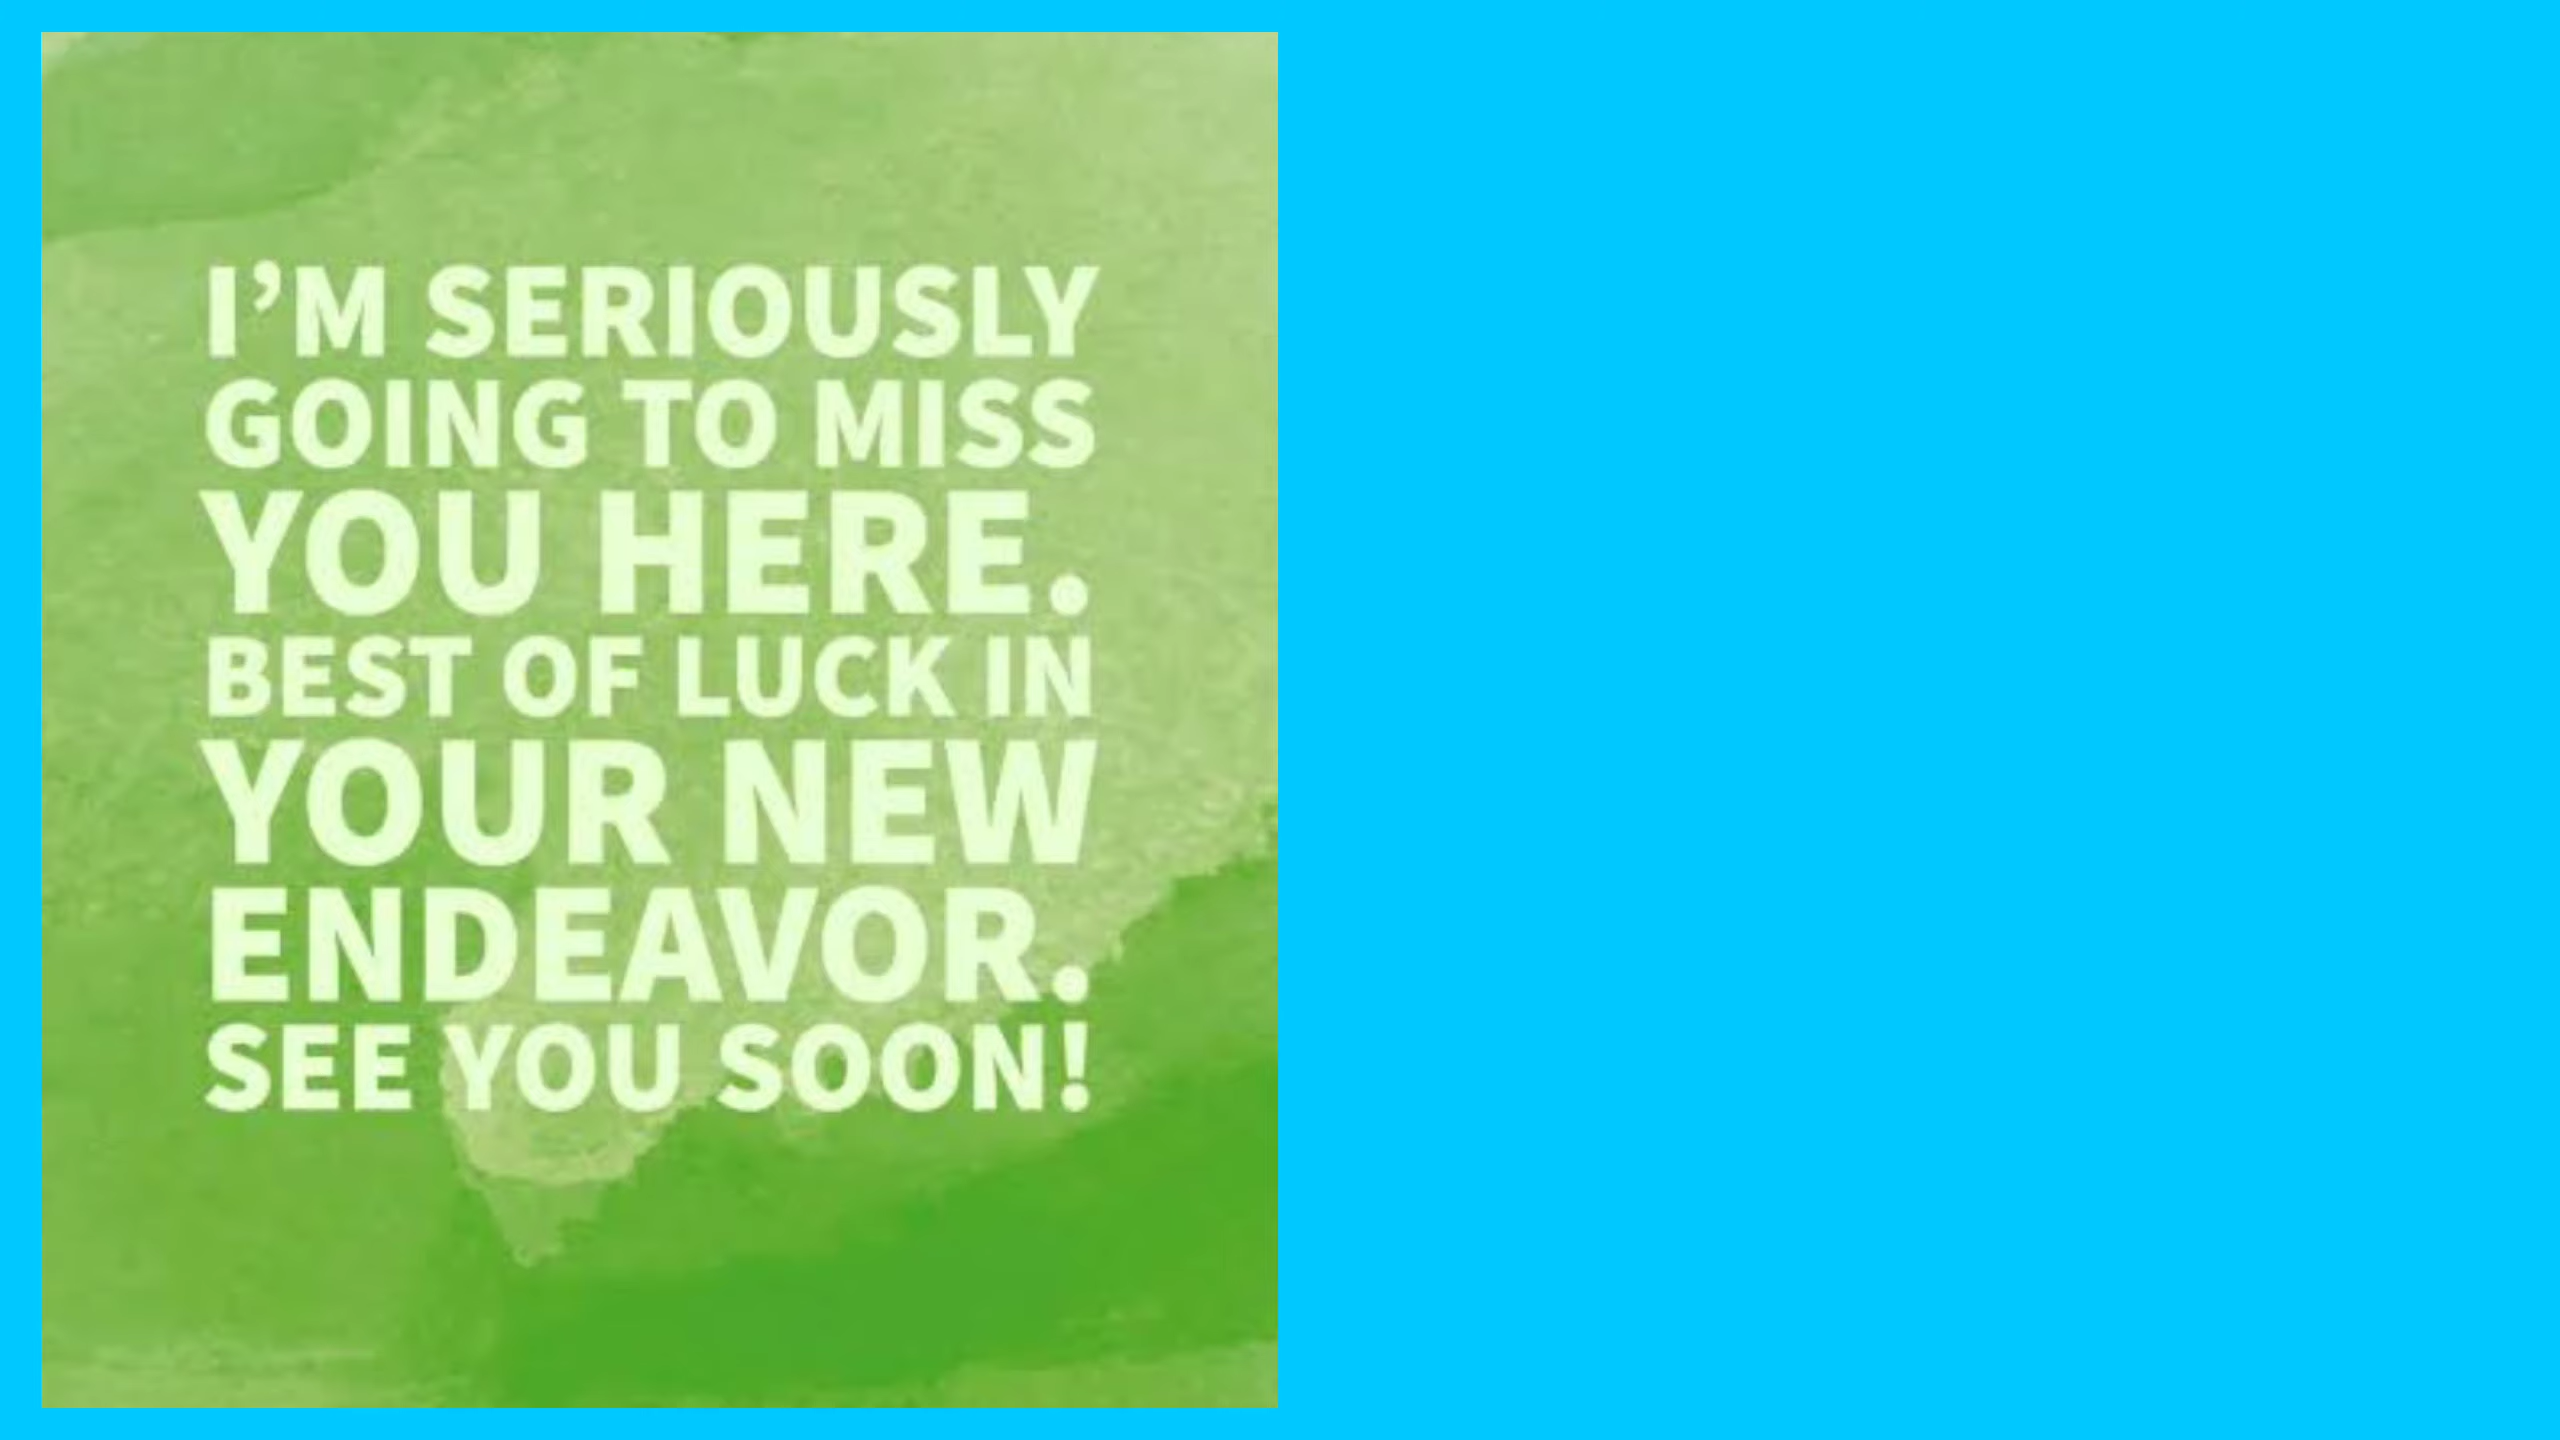 I’M SERIOUSLY
GOING TO MISS
YOU HERE.
BEST OF LUCK IN
YOUR NEW
ENDEAVOR.
SEE YOU SOON!